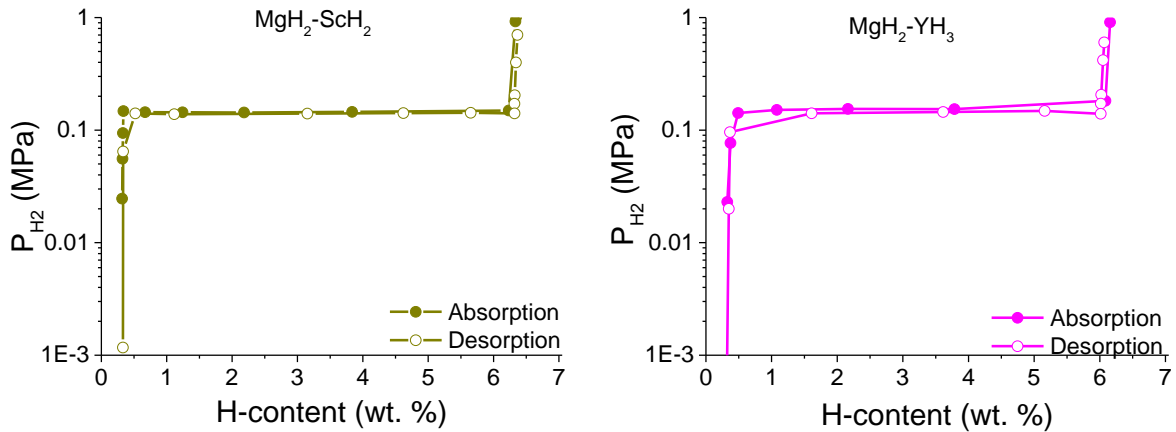 MgH2-ScH2
1
0.1
0.01
1E-3
PH2 (MPa)
Absorption
Desorption
0 1 2 3 4 5 6 7
H-content (wt. %)
MgH2-YH3
1
0.1
0.01
1E-3
PH2 (MPa)
Absorption
Desorption
0 1 2 3 4 5 6 7
H-content (wt. %)